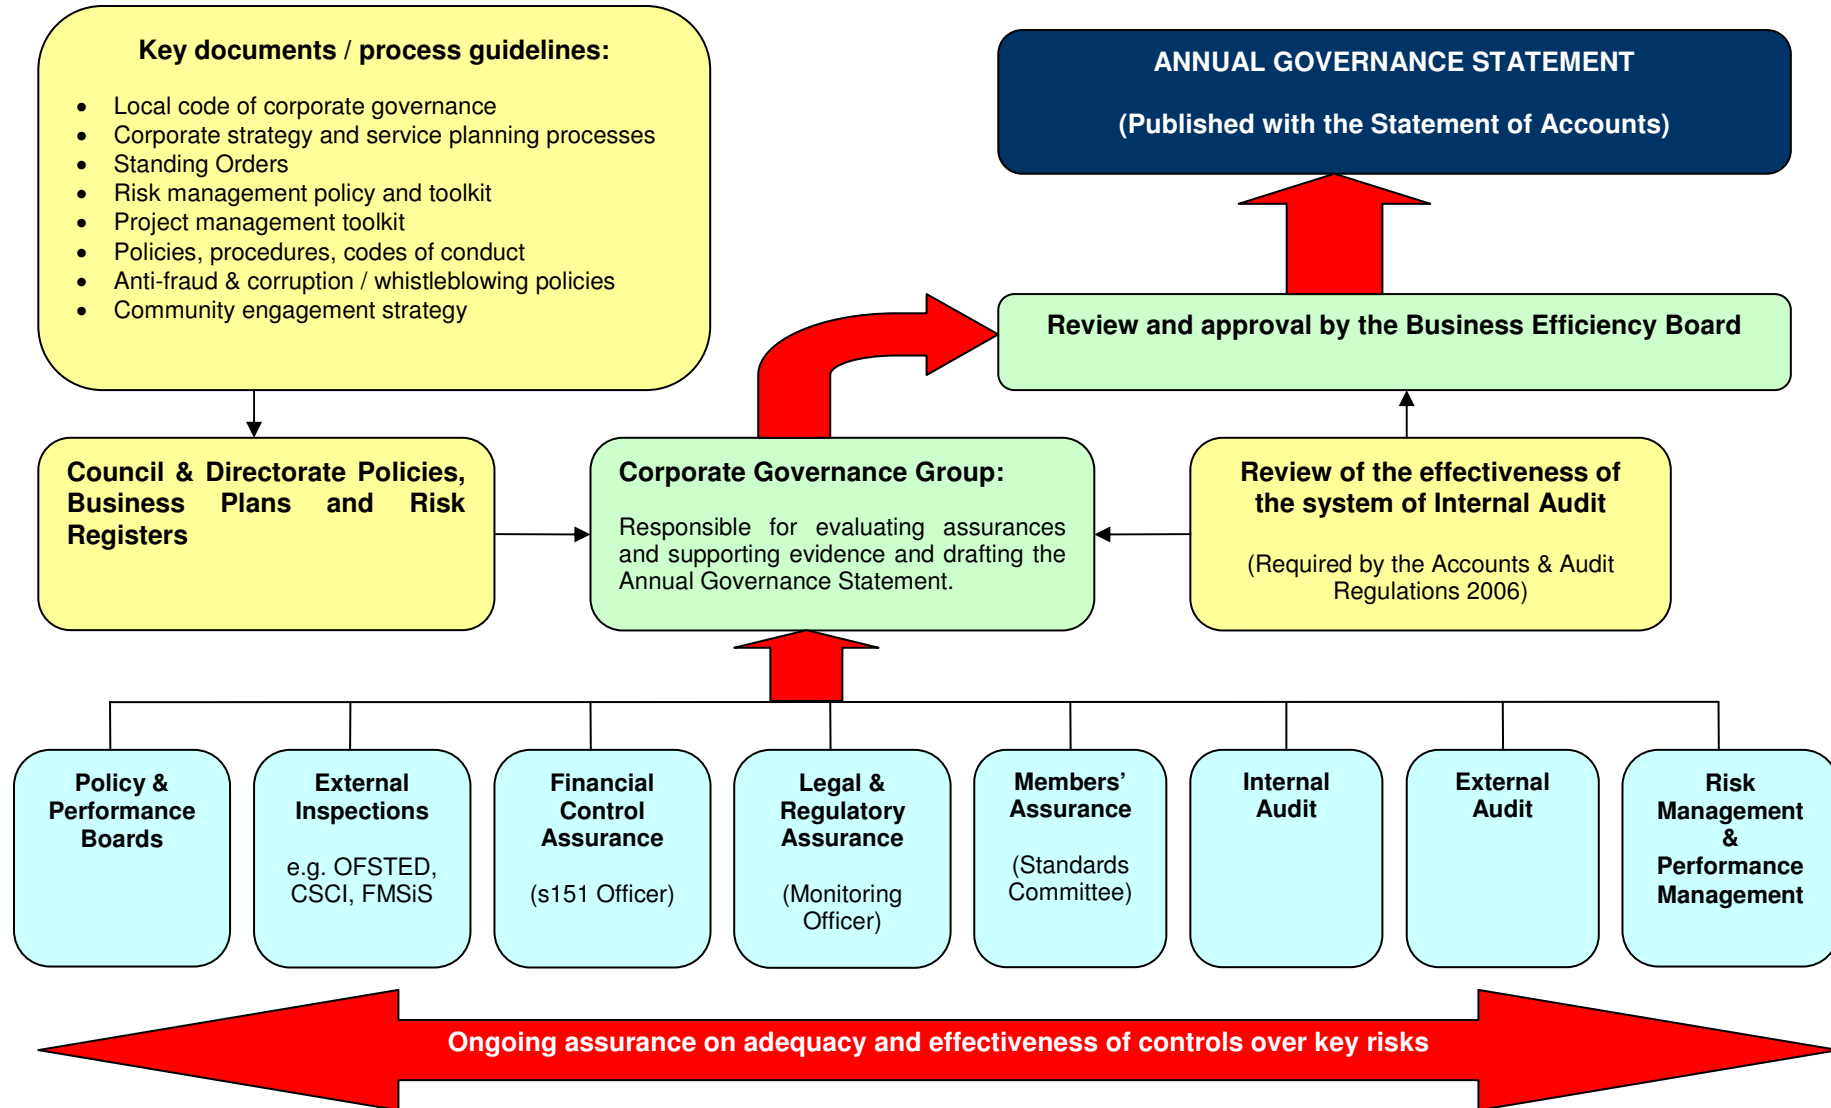 Key documents / process guidelines:
• Local code of corporate governance
• Corporate strategy and service planning processes
• Standing Orders
• Risk management policy and toolkit
• Project management toolkit
• Policies, procedures, codes of conduct
• Anti-fraud & corruption / whistleblowing policies
• Community engagement strategy
ANNUAL GOVERNANCE STATEMENT
(Published with the Statement of Accounts)
Review and approval by the Business Efficiency Board
Council & Directorate Policies,
Business Plans and Risk
Registers
Corporate Governance Group:
Responsible for evaluating assurances
and supporting evidence and drafting the
Annual Governance Statement.
Review of the effectiveness of
the system of Internal Audit
(Required by the Accounts & Audit
Regulations 2006)
Policy &
Performance
Boards
External
Inspections
e.g. OFSTED,
CSCI, FMSiS
Financial
Control
Assurance
(s151 Officer)
Legal &
Regulatory
Assurance
(Monitoring
Officer)
Members’
Assurance
(Standards
Committee)
Internal
Audit
External
Audit
Risk
Management
&
Performance
Management
Ongoing assurance on adequacy and effectiveness of controls over key risks